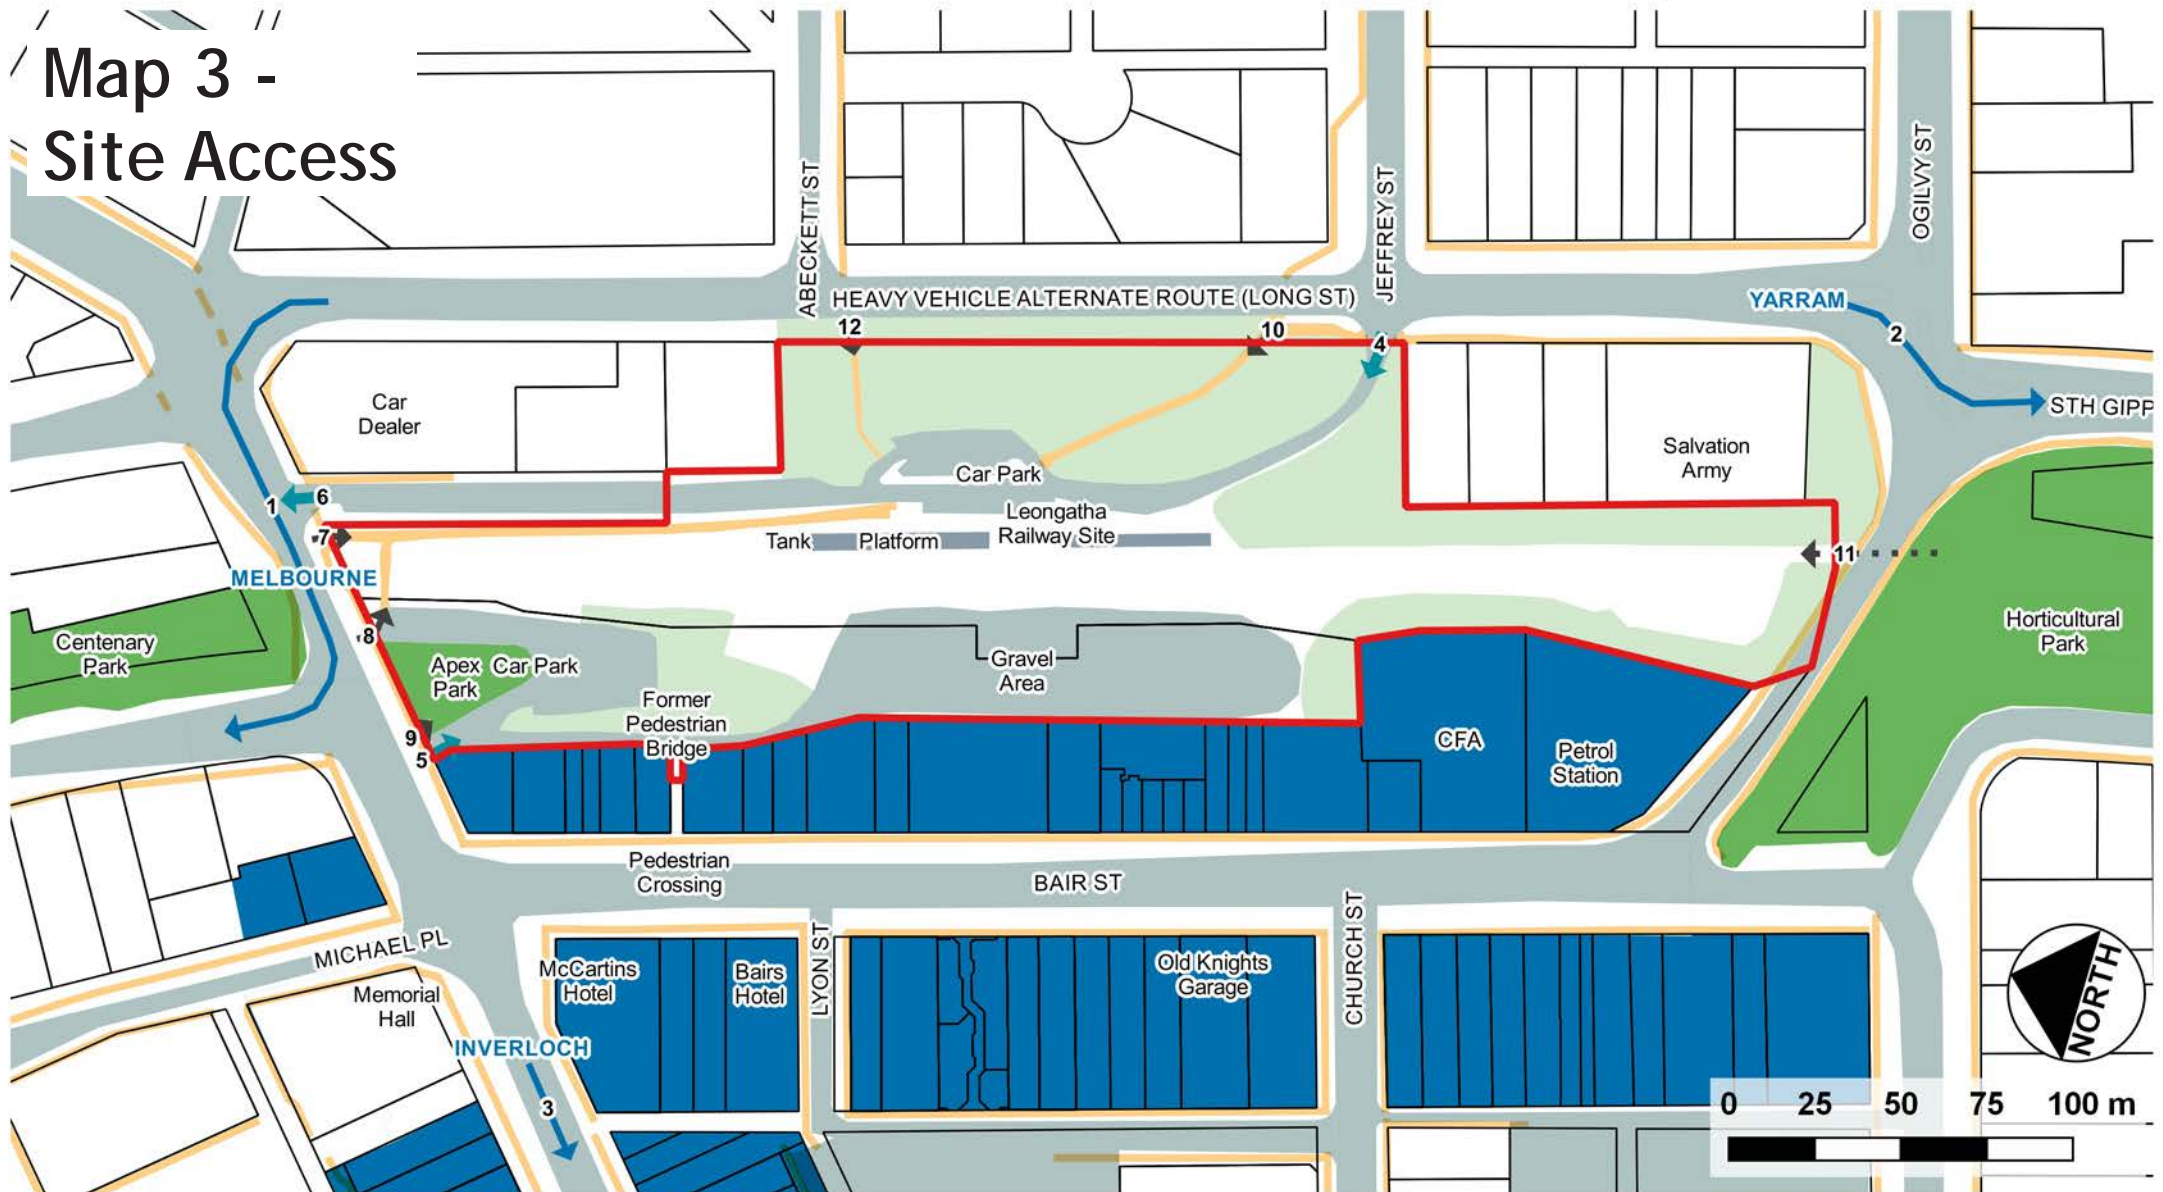 Map 3 -
Site Access
ABECKETT ST
JEFFREY ST
OGILVY ST
HEAVY VEHICLE ALTERNATE ROUTE (LONG ST)
YARRAM
12
10
4
2
STH GIPP
Car
Dealer
Salvation
Army
Car Park
6
1
7
Leongatha
Railway Site
Tank
Platform
11
MELBOURNE
8
Centenary
Park
Apex
Park
Car Park
Gravel
Area
Horticultural
Park
Former
Pedestrian
Bridge
9
5
CFA
Petrol
Station
Pedestrian
Crossing
BAIR ST
MICHAEL PL
LYON ST
CHURCH ST
McCartins
Hotel
Bairs
Hotel
Old Knights
Garage
Memorial
Hall
INVERLOCH
3
NORTH
0 25 50 75 100 m